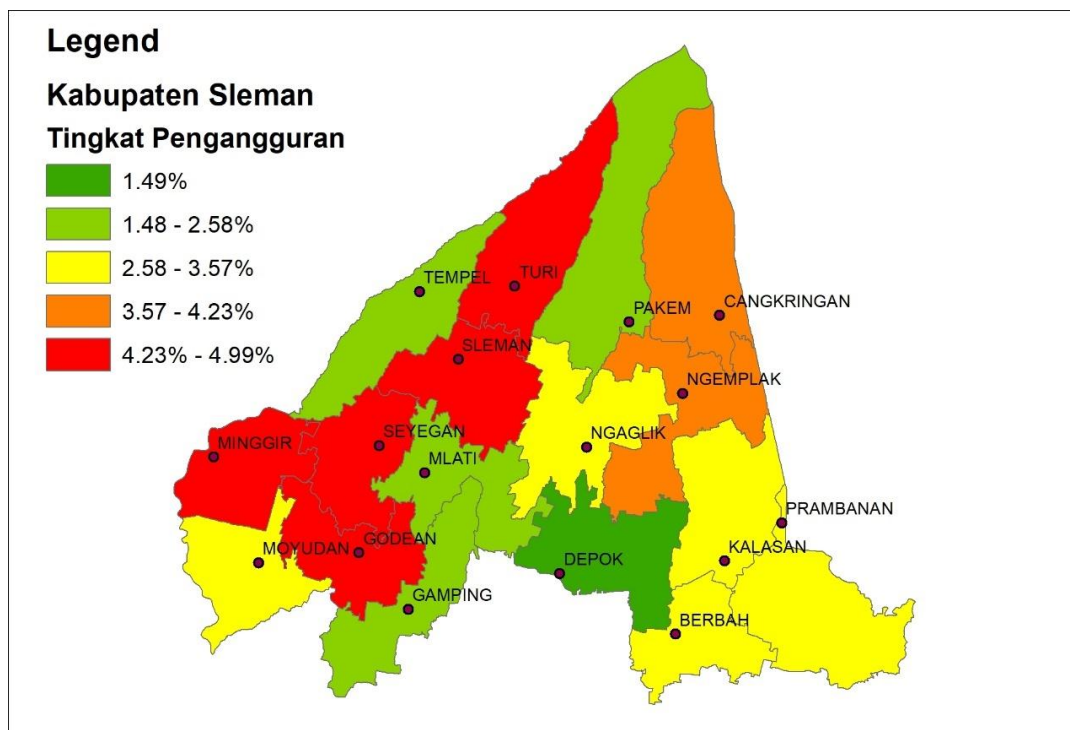 Legend
Kabupaten Sleman
Tingkat Pengangguran
1.49%
1.48 - 2.58%
2.58 - 3.57%
3.57 - 4.23%
4.23% - 4.99%
TEMPEL
TURI
PAKEM
CANGKRINGAN
SLEMAN
NGEMPLAK
MINGGIR
SEYEGAN
NGAGLIK
MLATI
PRAMBANAN
MOYUDAN
GODEAN
DEPOK
KALASAN
GAMPING
BERBAH